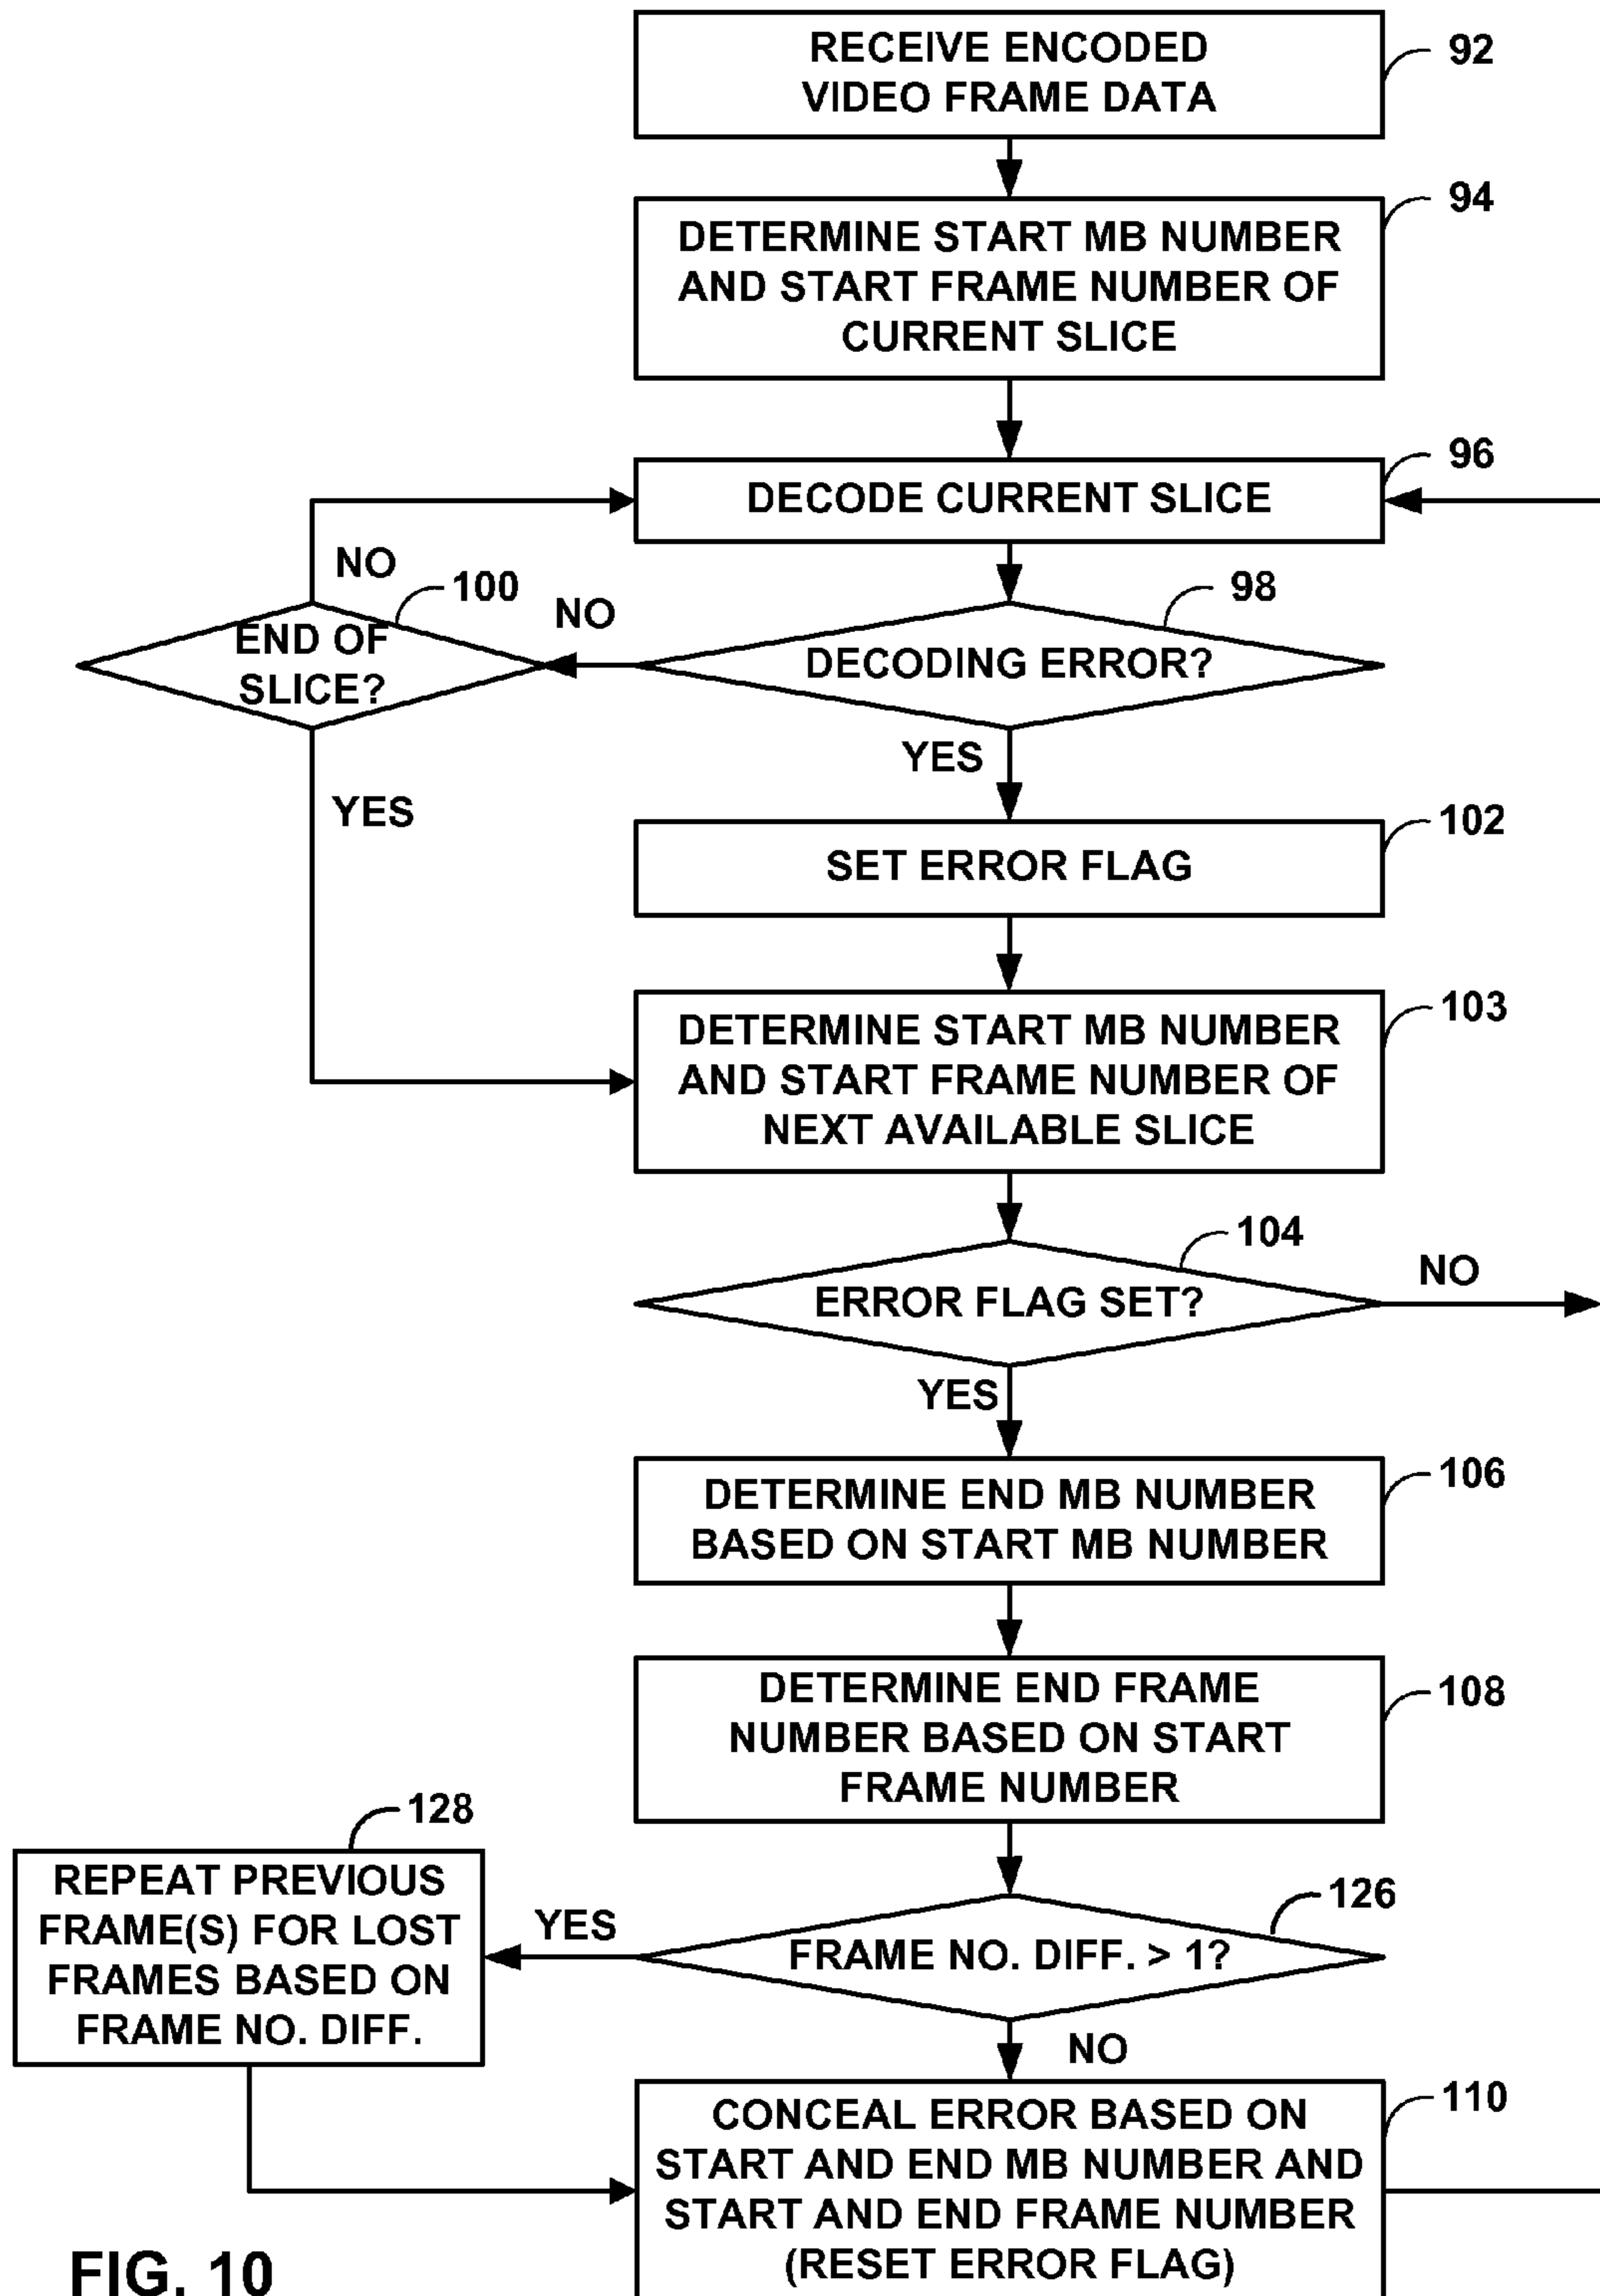 RECEIVE ENCODED
VIDEO FRAME DATA
92
DETERMINE START MB NUMBER
AND START FRAME NUMBER OF
CURRENT SLICE
94
DECODE CURRENT SLICE
96
NO
100
END OF
SLICE?
NO
DECODING ERROR?
98
YES
YES
SET ERROR FLAG
102
DETERMINE START MB NUMBER
AND START FRAME NUMBER OF
NEXT AVAILABLE SLICE
103
ERROR FLAG SET?
104
NO
YES
DETERMINE END MB NUMBER
BASED ON START MB NUMBER
106
DETERMINE END FRAME
NUMBER BASED ON START
FRAME NUMBER
108
128
REPEAT PREVIOUS
FRAME(S) FOR LOST
FRAMES BASED ON
FRAME NO. DIFF.
YES
FRAME NO. DIFF. > 1?
126
NO
CONCEAL ERROR BASED ON
START AND END MB NUMBER AND
START AND END FRAME NUMBER
(RESET ERROR FLAG)
110
FIG. 10